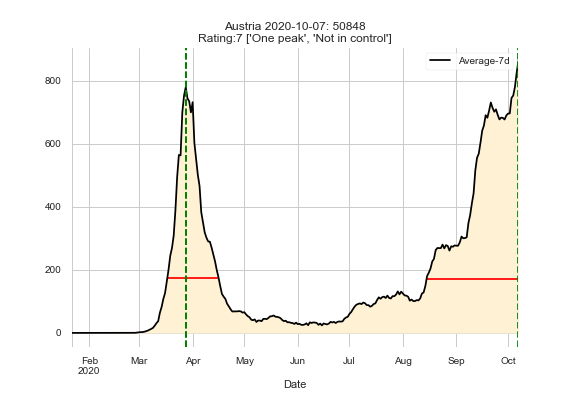 Austria 2020-10-07: 50848
Rating:7 ['One peak', 'Not in control']
Average-7d
800
600
400
200
0
Feb Mar Apr May Jun Jul Aug Sep Oct
2020
Date